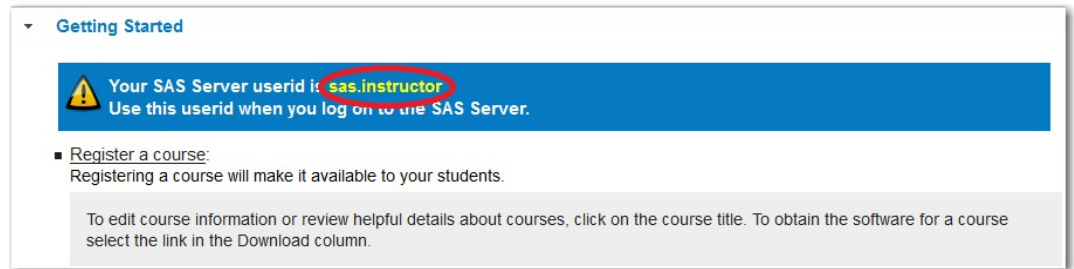 Getting Started
Your SAS Server userid is sas.instructor
Use this userid when you log on to the SAS Server.
Register a course:
Registering a course will make it available to your students.
To edit course information or review helpful details about courses, click on the course title. To obtain the software for a course
select the link in the Download column.